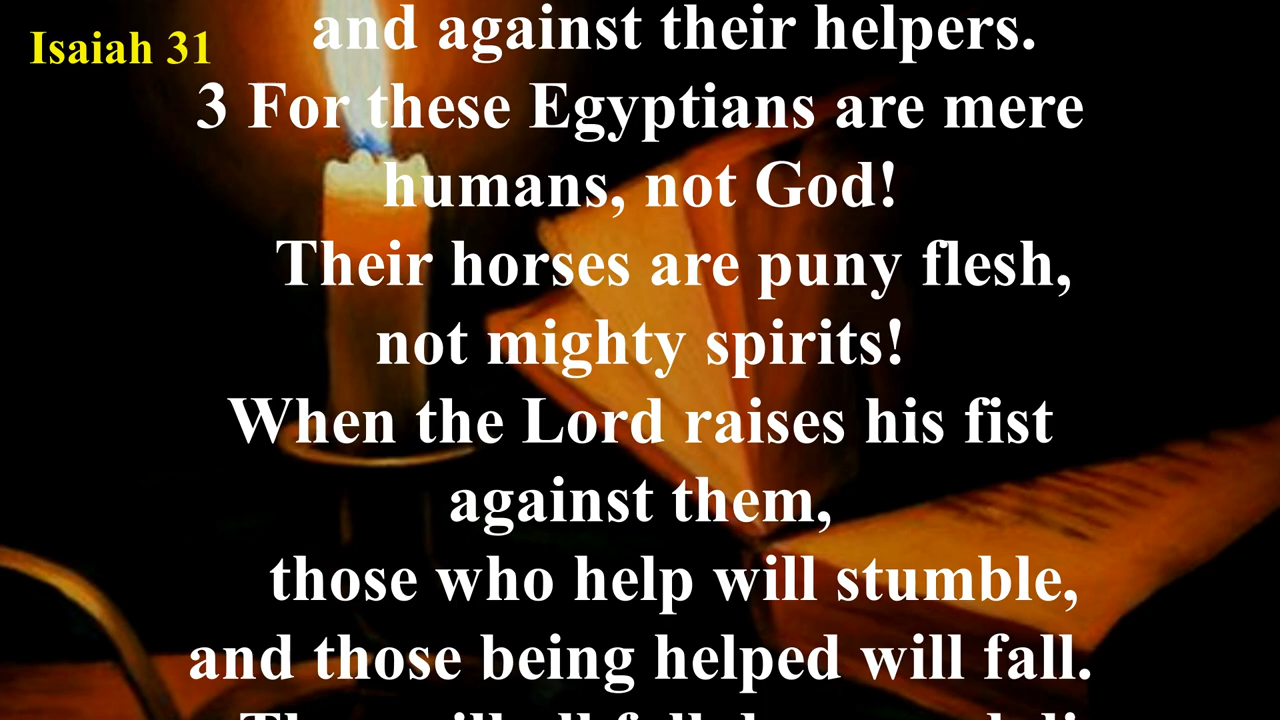 Isaiah 31
and against their helpers.
3 For these Egyptians are mere
humans, not God!
Their horses are puny flesh,
not mighty spirits!
When the Lord raises his fist
against them,
those who help will stumble,
and those being helped will fall.